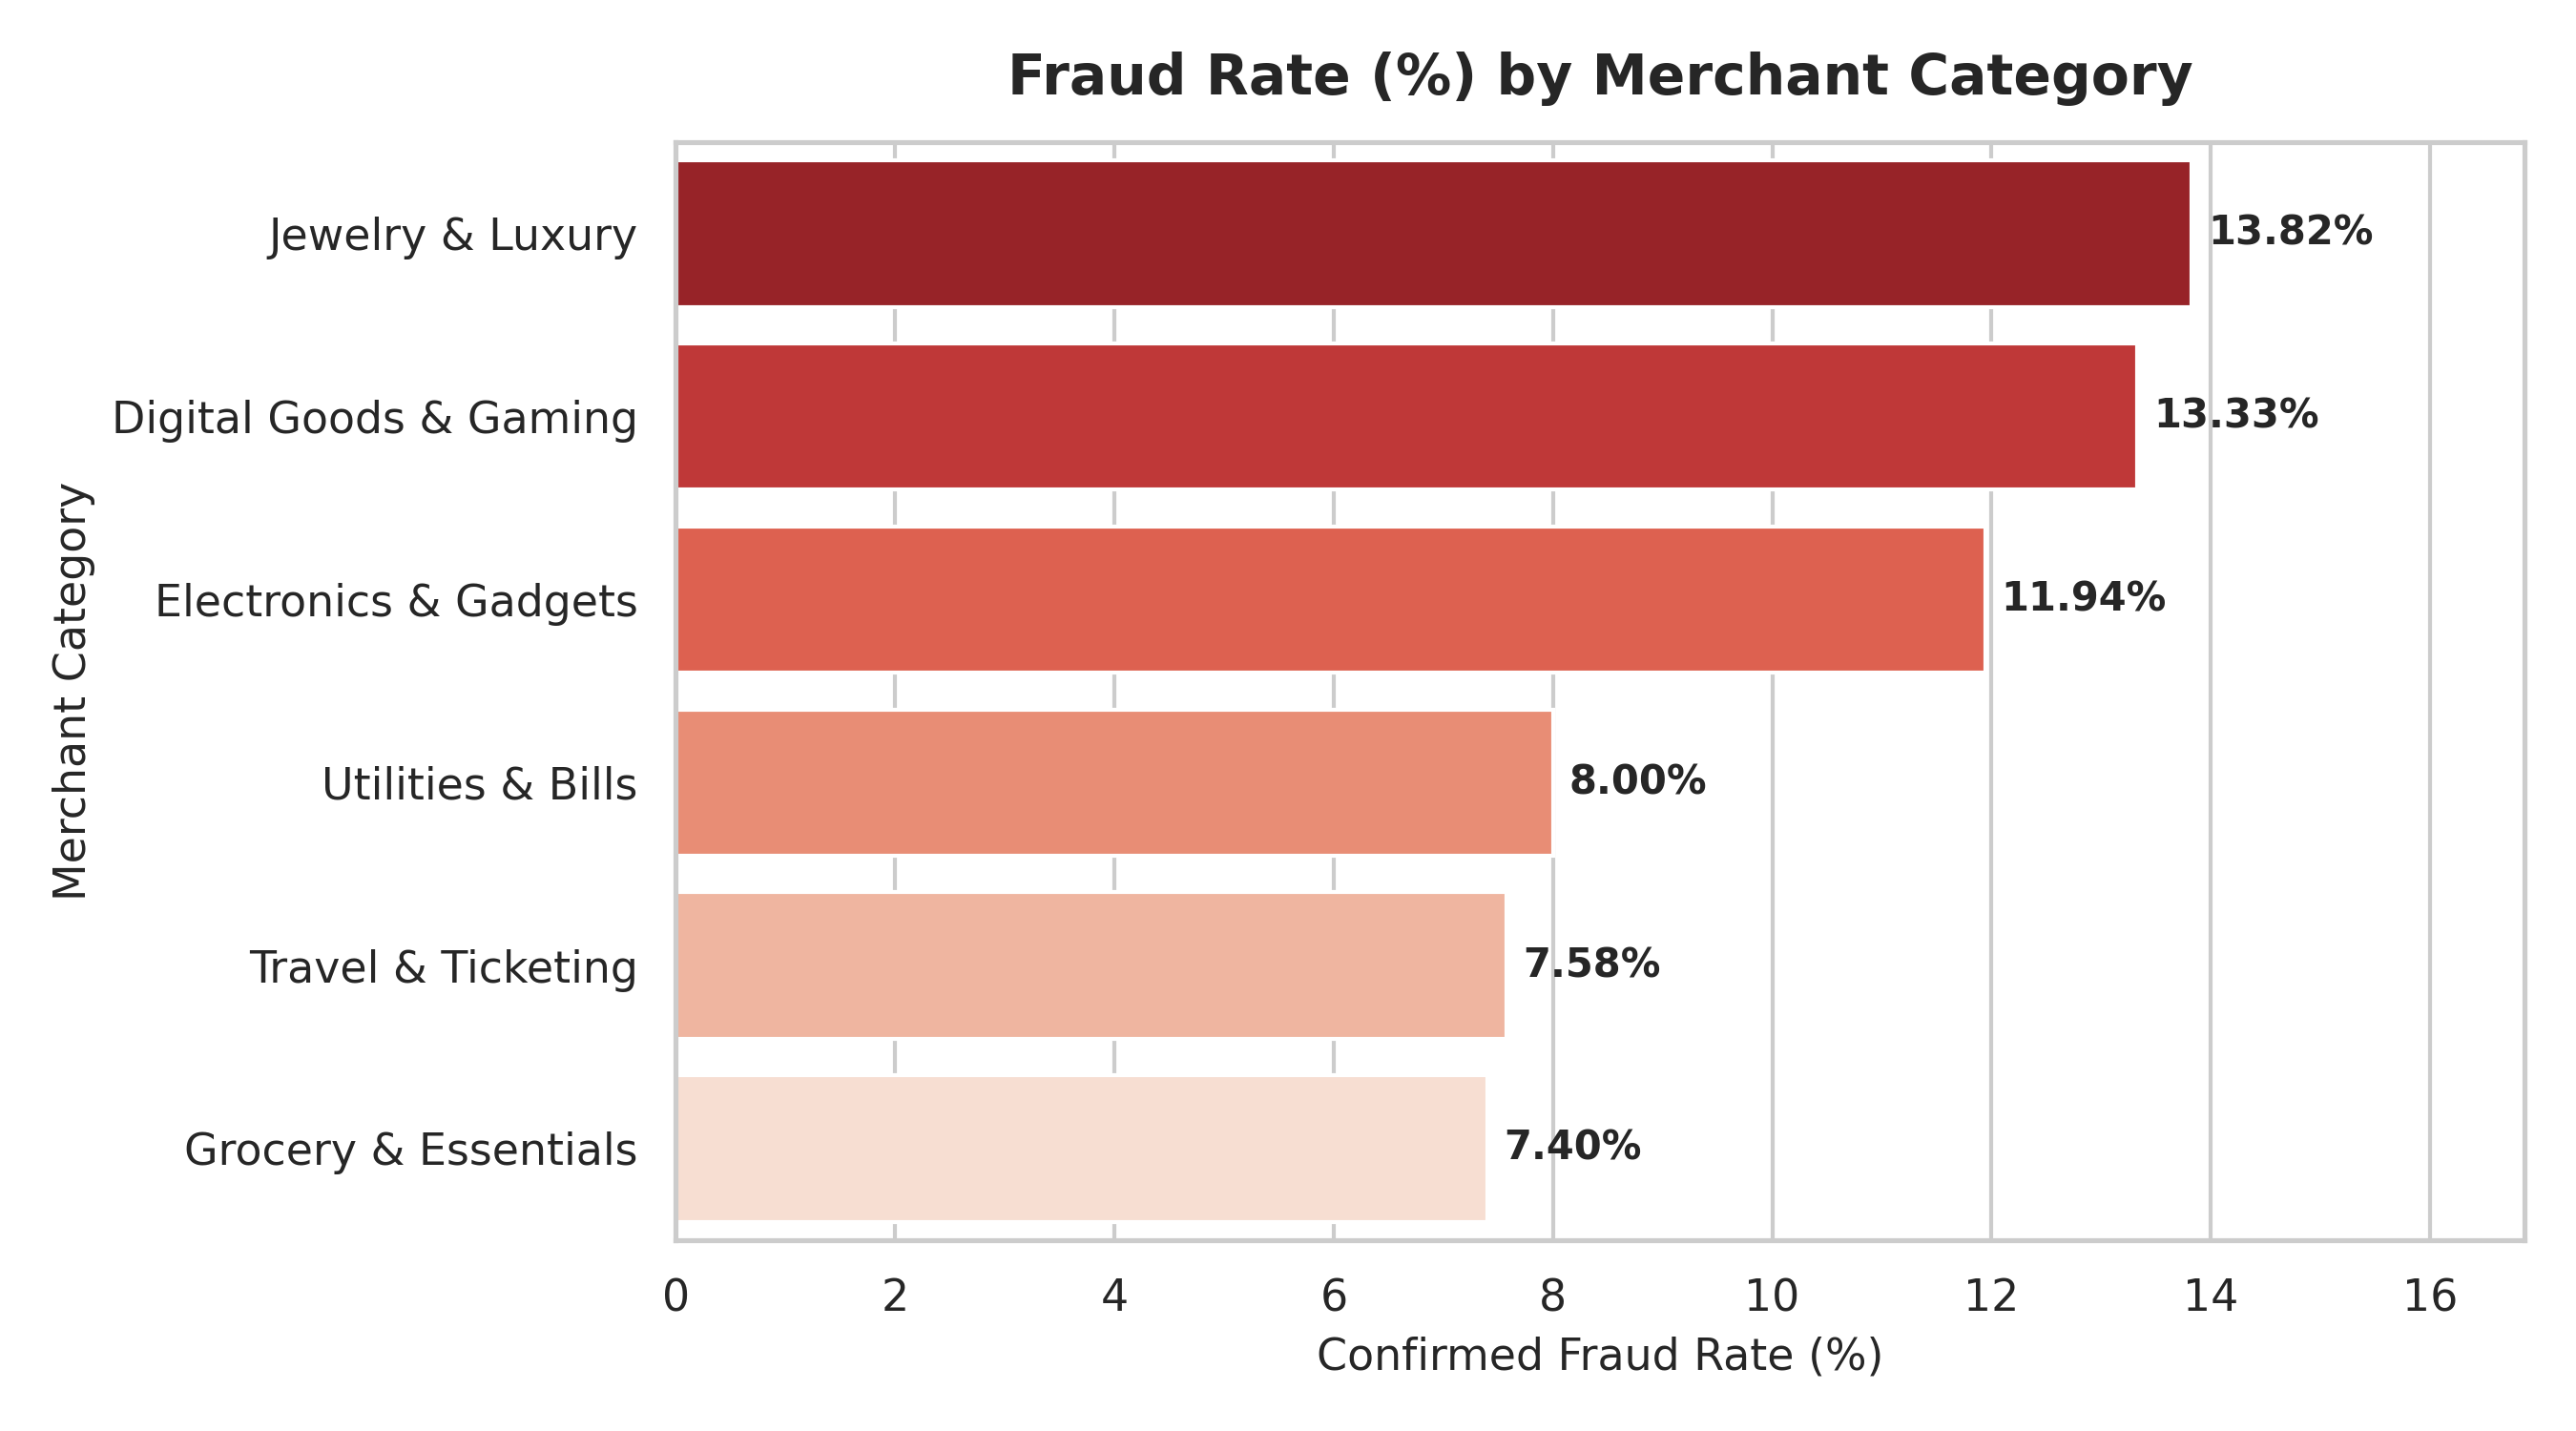 Fraud Rate (%) by Merchant Category
Merchant Category
Jewelry & Luxury
13.82%
Digital Goods & Gaming
13.33%
Electronics & Gadgets
11.94%
Utilities & Bills
8.00%
Travel & Ticketing
7.58%
Grocery & Essentials
7.40%
0 2 4 6 8 10 12 14 16
Confirmed Fraud Rate (%)